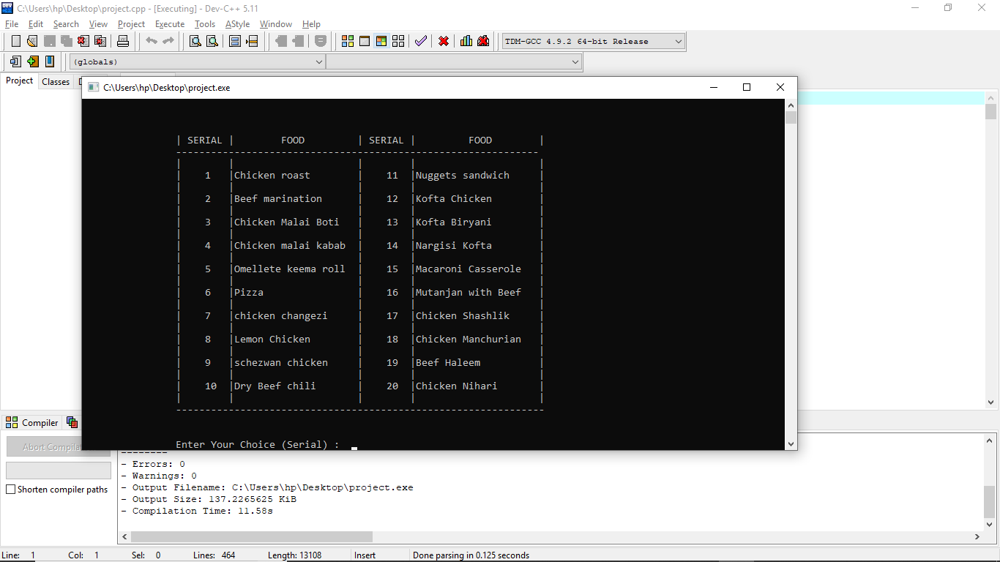 C:\Users\hp\Desktop\project.cpp - [Executing] - Dev-C++ 5.11
File Edit Search View Project Execute Tools AStyle Window Help
TDM-GCC 4.9.2 64-bit Release
(globals)
Project Classes
C:\Users\hp\Desktop\project.exe
| SERIAL | FOOD | SERIAL | FOOD |
1 |Chicken roast | 11 |Nuggets sandwich |
2 |Beef marination | 12 |Kofta Chicken |
3 |Chicken Malai Boti | 13 |Kofta Biryani |
4 |Chicken malai kabab | 14 |Nargisi Kofta |
5 |Omellete keema roll | 15 |Macaroni Casserole |
6 |Pizza | 16 |Mutanjan with Beef |
7 |chicken changezi | 17 |Chicken Shashlik |
8 |Lemon Chicken | 18 |Chicken Manchurian |
9 |schezwan chicken | 19 |Beef Haleem |
10 |Dry Beef chili | 20 |Chicken Nihari |
Enter Your Choice (Serial) :
Compiler
Abort Compilat
Shorten compiler paths
--------
- Errors: 0
- Warnings: 0
- Output Filename: C:\Users\hp\Desktop\project.exe
- Output Size: 137.2265625 KiB
- Compilation Time: 11.58s
Line: 1 Col: 1 Sel: 0 Lines: 464 Length: 13108 Insert Done parsing in 0.125 seconds